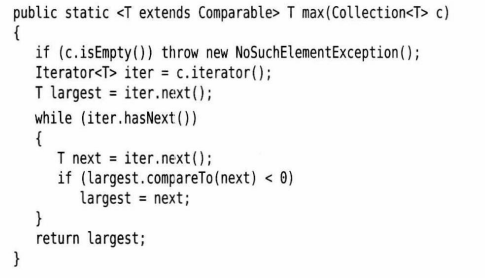 public static <T extends Comparable> T max(Collection<T> c)
{
   if (c.isEmpty()) throw new NoSuchElementException();
   Iterator<T> iter = c.iterator();
   T largest = iter.next();
   while (iter.hasNext())
   {
      T next = iter.next();
      if (largest.compareTo(next) < 0)
         largest = next;
   }
   return largest;
}